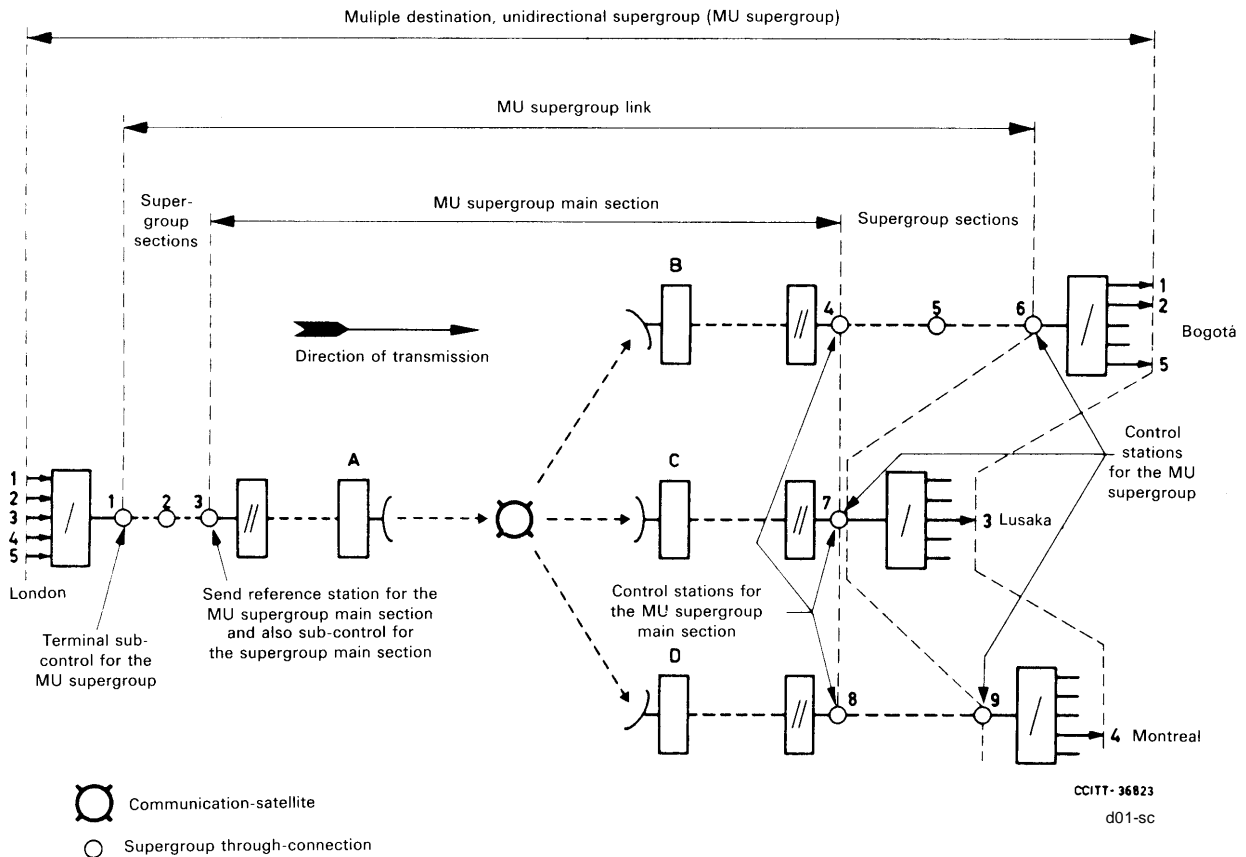 Muliple destination, unidirectional supergroup (MU supergroup)
MU supergroup link
Super-
group
sections
MU supergroup main section
Supergroup sections
B
1
2
4
5
6
Bogotá
5
/
//
Direction of transmission
A
C
Control
stations
for the MU
supergroup
1
2
3
4
5
/
1
2
3
//
//
7
/
3 Lusaka
London
Send reference station for the
MU supergroup main section
and also sub-control for
the supergroup main section
Control stations for
the MU supergroup
main section
Terminal sub-
control for the
MU supergroup
D
//
8
9
/
4 Montreal
Communication-satellite
CCITT-36823
d01-sc
Supergroup through-connection